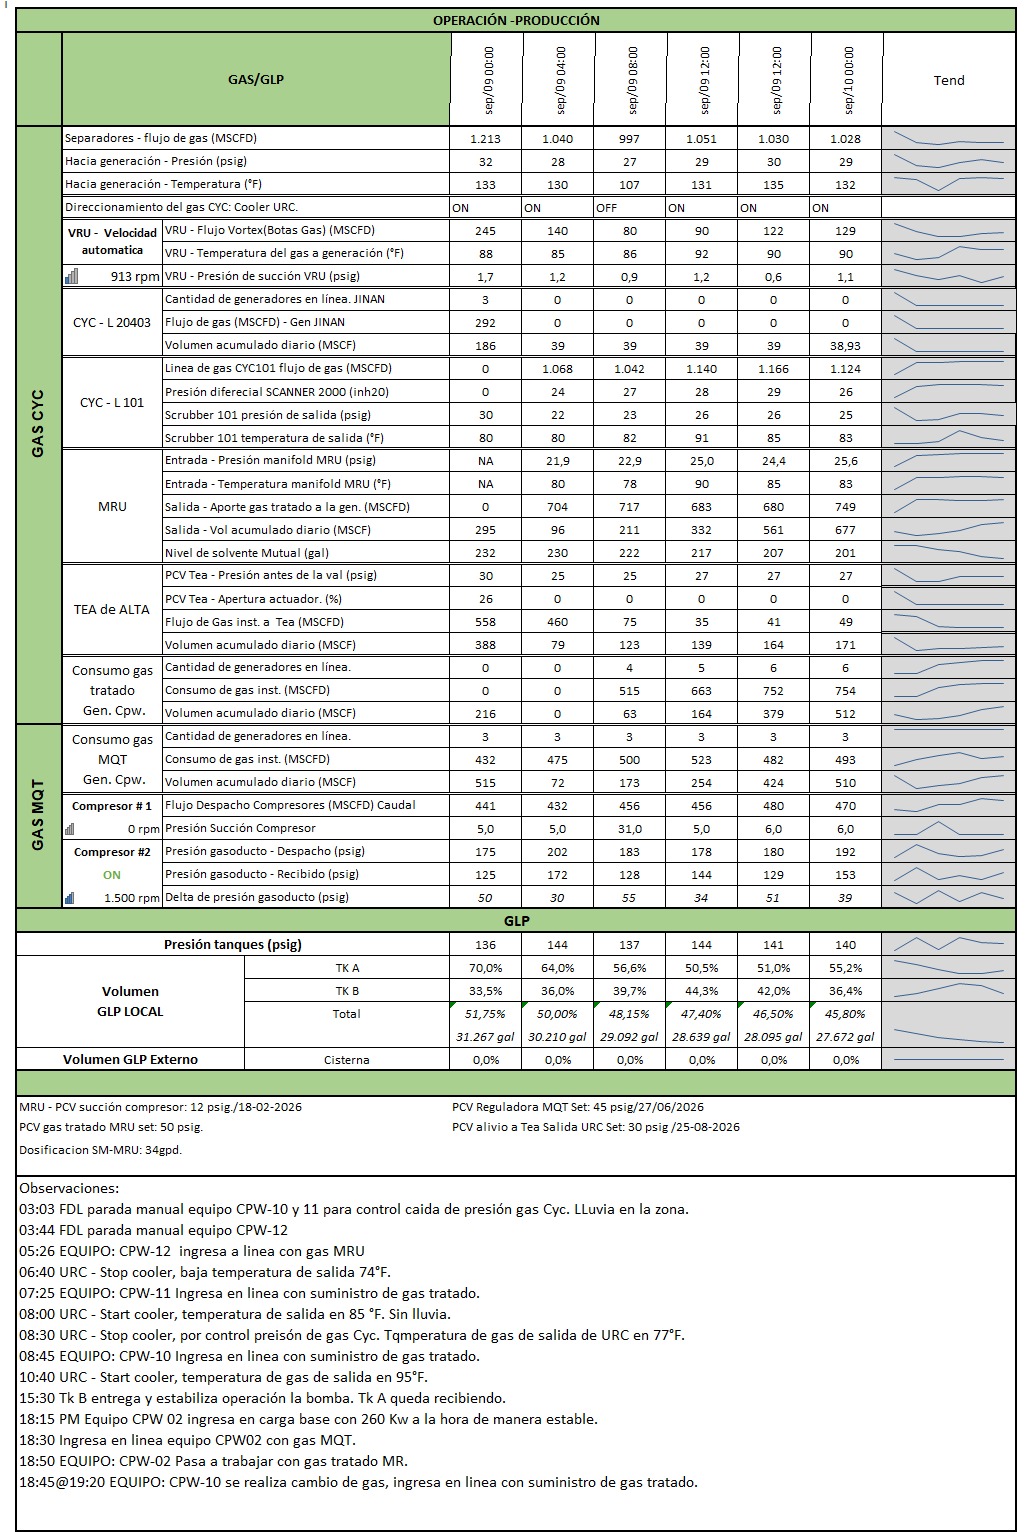 OPERACIÓN -PRODUCCIÓN
GAS/GLP sep/09 00:00 sep/09 04:00 sep/09 08:00 sep/09 12:00 sep/09 12:00 sep/10 00:00 Tend
GAS CYC
Separadores - flujo de gas (MSCFD) 1.213 1.040 997 1.051 1.030 1.028
Hacia generación - Presión (psig) 32 28 27 29 30 29
Hacia generación - Temperatura (°F) 133 130 107 131 135 132
Direccionamiento del gas CYC: Cooler URC. ON ON OFF ON ON ON
VRU - Velocidad automatica
913 rpm
VRU - Flujo Vortex(Botas Gas) (MSCFD) 245 140 80 90 122 129
VRU - Temperatura del gas a generación (°F) 88 85 86 92 90 90
VRU - Presión de succión VRU (psig) 1,7 1,2 0,9 1,2 0,6 1,1
CYC - L 20403
Cantidad de generadores en línea. JINAN 3 0 0 0 0 0
Flujo de gas (MSCFD) - Gen JINAN 292 0 0 0 0 0
Volumen acumulado diario (MSCF) 186 39 39 39 39 38,93
CYC - L 101
Linea de gas CYC101 flujo de gas (MSCFD) 0 1.068 1.042 1.140 1.166 1.124
Presión diferecial SCANNER 2000 (inh20) 0 24 27 28 29 26
Scrubber 101 presión de salida (psig) 30 22 23 26 26 25
Scrubber 101 temperatura de salida (°F) 80 80 82 91 85 83
MRU
Entrada - Presión manifold MRU (psig) NA 21,9 22,9 25,0 24,4 25,6
Entrada - Temperatura manifold MRU (°F) NA 80 78 90 85 83
Salida - Aporte gas tratado a la gen. (MSCFD) 0 704 717 683 680 749
Salida - Vol acumulado diario (MSCF) 295 96 211 332 561 677
Nivel de solvente Mutual (gal) 232 230 222 217 207 201
TEA de ALTA
PCV Tea - Presión antes de la val (psig) 30 25 25 27 27 27
PCV Tea - Apertura actuador. (%) 26 0 0 0 0 0
Flujo de Gas inst. a Tea (MSCFD) 558 460 75 35 41 49
Volumen acumulado diario (MSCF) 388 79 123 139 164 171
Consumo gas
tratado
Gen. Cpw.
Cantidad de generadores en línea. 0 0 4 5 6 6
Consumo de gas inst. (MSCFD) 0 0 515 663 752 754
Volumen acumulado diario (MSCF) 216 0 63 164 379 512
GAS MQT
Consumo gas
MQT
Gen. Cpw.
Cantidad de generadores en línea. 3 3 3 3 3 3
Consumo de gas inst. (MSCFD) 432 475 500 523 482 493
Volumen acumulado diario (MSCF) 515 72 173 254 424 510
Compresor # 1
0 rpm
Flujo Despacho Compresores (MSCFD) Caudal 441 432 456 456 480 470
Presión Succión Compresor 5,0 5,0 31,0 5,0 6,0 6,0
Compresor #2
ON
1.500 rpm
Presión gasoducto - Despacho (psig) 175 202 183 178 180 192
Presión gasoducto - Recibido (psig) 125 172 128 144 129 153
Delta de presión gasoducto (psig) 50 30 55 34 51 39
GLP
Presión tanques (psig) 136 144 137 144 141 140
Volumen
GLP LOCAL
TK A 70,0% 64,0% 56,6% 50,5% 51,0% 55,2%
TK B 33,5% 36,0% 39,7% 44,3% 42,0% 36,4%
Total 51,75% 50,00% 48,15% 47,40% 46,50% 45,80%
31.267 gal 30.210 gal 29.092 gal 28.639 gal 28.095 gal 27.672 gal
Volumen GLP Externo Cisterna 0,0% 0,0% 0,0% 0,0% 0,0% 0,0%
MRU - PCV succión compresor: 12 psig./18-02-2026 PCV Reguladora MQT Set: 45 psig/27/06/2026
PCV gas tratado MRU set: 50 psig. PCV alivio a Tea Salida URC Set: 30 psig /25-08-2026
Dosificacion SM-MRU: 34gpd.
Observaciones:
03:03 FDL parada manual equipo CPW-10 y 11 para control caida de presión gas Cyc. LLuvia en la zona.
03:44 FDL parada manual equipo CPW-12
05:26 EQUIPO: CPW-12 ingresa a linea con gas MRU
06:40 URC - Stop cooler, baja temperatura de salida 74°F.
07:25 EQUIPO: CPW-11 Ingresa en linea con suministro de gas tratado.
08:00 URC - Start cooler, temperatura de salida en 85 °F. Sin lluvia.
08:30 URC - Stop cooler, por control preisón de gas Cyc. Tqmperatura de gas de salida de URC en 77°F.
08:45 EQUIPO: CPW-10 Ingresa en linea con suministro de gas tratado.
10:40 URC - Start cooler, temperatura de gas de salida en 95°F.
15:30 Tk B entrega y estabiliza operación la bomba. Tk A queda recibiendo.
18:15 PM Equipo CPW 02 ingresa en carga base con 260 Kw a la hora de manera estable.
18:30 Ingresa en linea equipo CPW02 con gas MQT.
18:50 EQUIPO: CPW-02 Pasa a trabajar con gas tratado MR.
18:45@19:20 EQUIPO: CPW-10 se realiza cambio de gas, ingresa en linea con suministro de gas tratado.